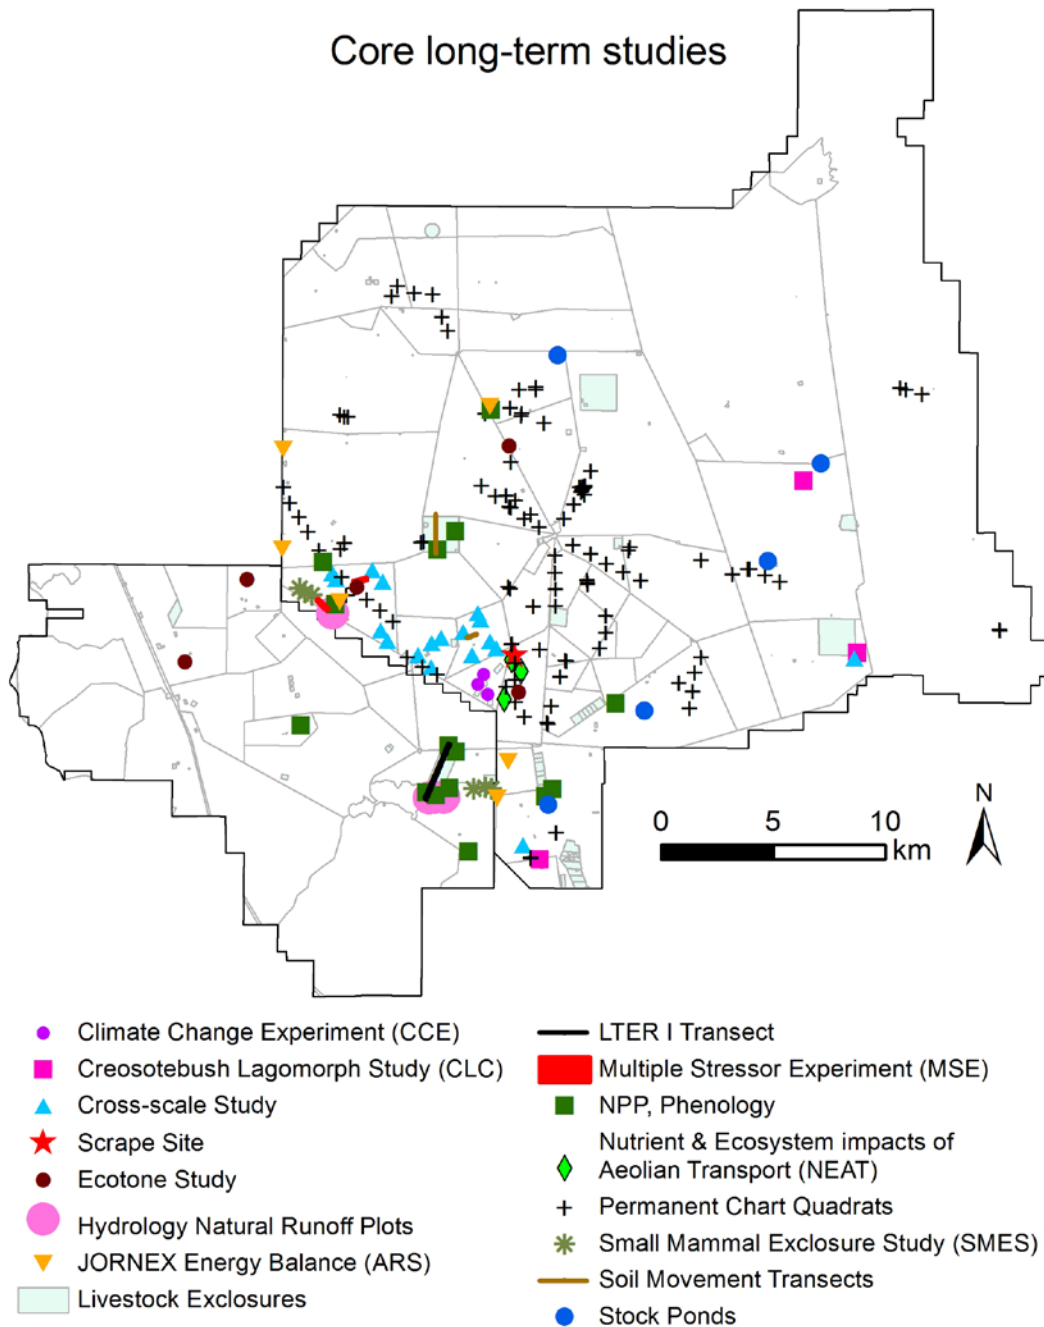 Core long-term studies
N
0 5 10
km
Climate Change Experiment (CCE)
Creosotebush Lagomorph Study (CLC)
Cross-scale Study
Scrape Site
Ecotone Study
Hydrology Natural Runoff Plots
JORNEX Energy Balance (ARS)
Livestock Exclosures
LTER I Transect
Multiple Stressor Experiment (MSE)
NPP, Phenology
Nutrient & Ecosystem impacts of
Aeolian Transport (NEAT)
Permanent Chart Quadrats
Small Mammal Exclosure Study (SMES)
Soil Movement Transects
Stock Ponds